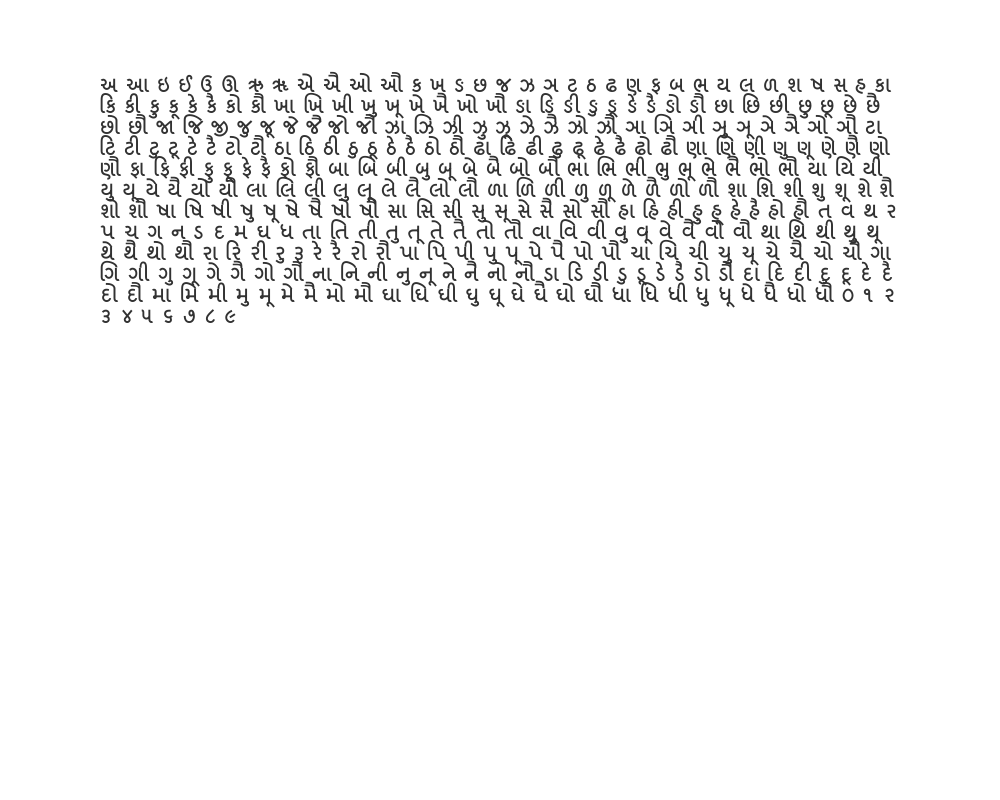 અ આ ઇ ઈ ઉ ઊ ઋ ૠ એ ઐ ઓ ઔ ક ખ ઙ છ જ ઝ ઞ ટ ઠ ઢ ણ ફ બ ભ ય લ ળ શ ષ સ હ કા
કિ કી કુ કૂ કે કૈ કો કૌ ખા ખિ ખી ખુ ખૂ ખે ખૈ ખો ખૌ ઙા ઙિ ઙી ઙુ ઙૂ ઙે ઙૈ ઙો ઙૌ છા છિ છી છુ છૂ છે છૈ
છો છૌ જા જિ જી જુ જૂ જે જૈ જો જૌ ઝા ઝિ ઝી ઝુ ઝૂ ઝે ઝૈ ઝો ઝૌ ઞા ઞિ ઞી ઞુ ઞૂ ઞે ઞૈ ઞો ઞૌ ટા
ટિ ટી ટુ ટૂ ટે ટૈ ટો ટૌ ઠા ઠિ ઠી ઠુ ઠૂ ઠે ઠૈ ઠો ઠૌ ઢા ઢિ ઢી ઢુ ઢૂ ઢે ઢૈ ઢો ઢૌ ણા ણિ ણી ણુ ણૂ ણે ણૈ ણો
ણૌ ફા ફિ ફી ફુ ફૂ ફે ફૈ ફો ફૌ બા બિ બી બુ બૂ બે બૈ બો બૌ ભા ભિ ભી ભુ ભૂ ભે ભૈ ભો ભૌ યા યિ યી
યુ યૂ યે યૈ યો યૌ લા લિ લી લુ લૂ લે લૈ લો લૌ ળા ળિ ળી ળુ ળૂ ળે ળૈ ળો ળૌ શા શિ શી શુ શૂ શે શૈ
શો શૌ ષા ષિ ષી ષુ ષૂ ષે ષૈ ષો ષૌ સા સિ સી સુ સૂ સે સૈ સો સૌ હા હિ હી હુ હૂ હે હૈ હો હૌ ત વ થ ર
પ ચ ગ ન ડ દ મ ઘ ધ તા તિ તી તુ તૂ તે તૈ તો તૌ વા વિ વી વુ વૂ વે વૈ વો વૌ થા થિ થી થુ થૂ
થે થૈ થો થૌ રા રિ રી રુ રૂ રે રૈ રો રૌ પા પિ પી પુ પૂ પે પૈ પો પૌ ચા ચિ ચી ચુ ચૂ ચે ચૈ ચો ચૌ ગા
ગિ ગી ગુ ગૂ ગે ગૈ ગો ગૌ ના નિ ની નુ નૂ ને નૈ નો નૌ ડા ડિ ડી ડુ ડૂ ડે ડૈ ડો ડૌ દા દિ દી દુ દૂ દે દૈ
દો દૌ મા મિ મી મુ મૂ મે મૈ મો મૌ ઘા ઘિ ઘી ઘુ ઘૂ ઘે ઘૈ ઘો ઘૌ ધા ધિ ધી ધુ ધૂ ધે ધૈ ધો ધૌ ૦ ૧ ૨
૩ ૪ ૫ ૬ ૭ ૮ ૯